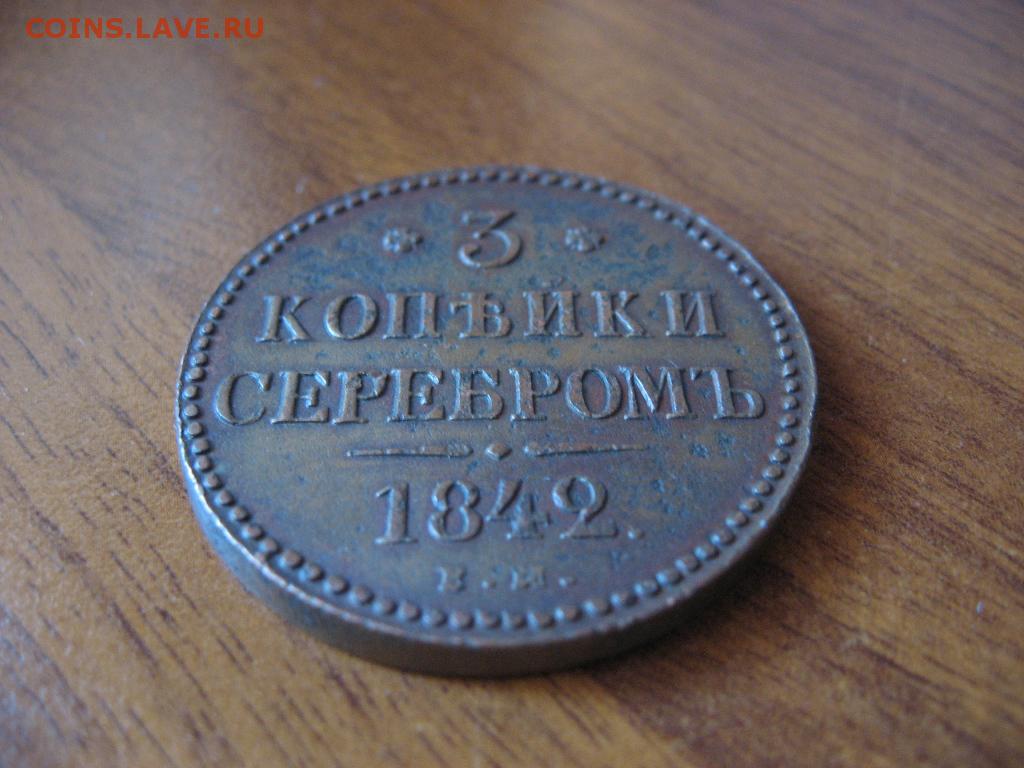 COINS.LAVE.RU
* 3 *
КОПѢЙКИ
СЕРЕБРОМЪ
1842.
Е.М.